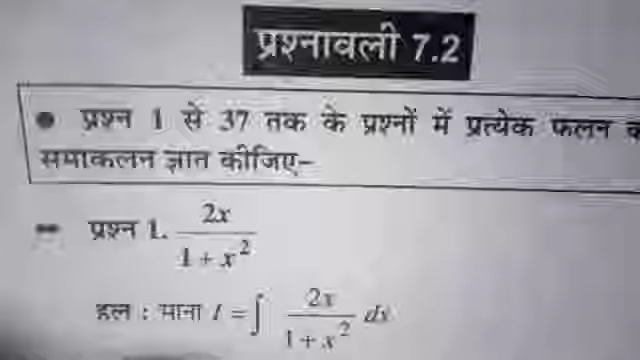 प्रश्नावली 7.2
● प्रश्न 1 से 37 तक के प्रश्नों में प्रत्येक फलन
समाकलन ज्ञात कीजिए–
प्रश्न 1. 2x / 1 + x²
हल : माना I = ∫ 2x / 1 + x² dx